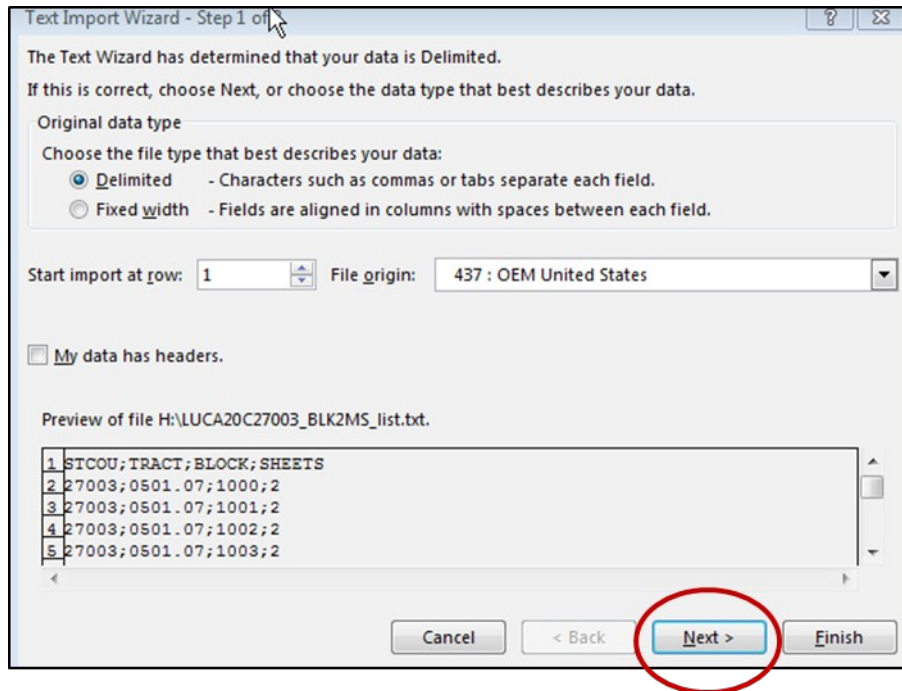 Text Import Wizard - Step 1 of
The Text Wizard has determined that your data is Delimited.
If this is correct, choose Next, or choose the data type that best describes your data.
Original data type
Choose the file type that best describes your data:
Delimited - Characters such as commas or tabs separate each field.
Fixed width - Fields are aligned in columns with spaces between each field.
Start import at row: 1 File origin: 437 : OEM United States
My data has headers.
Preview of file H:\LUCA20C27003_BLK2MS_list.txt.
1 STCOU;TRACT;BLOCK;SHEETS
2 27003;0501.07;1000;2
3 27003;0501.07;1001;2
4 27003;0501.07;1002;2
5 27003;0501.07;1003;2
Cancel < Back Next > Finish